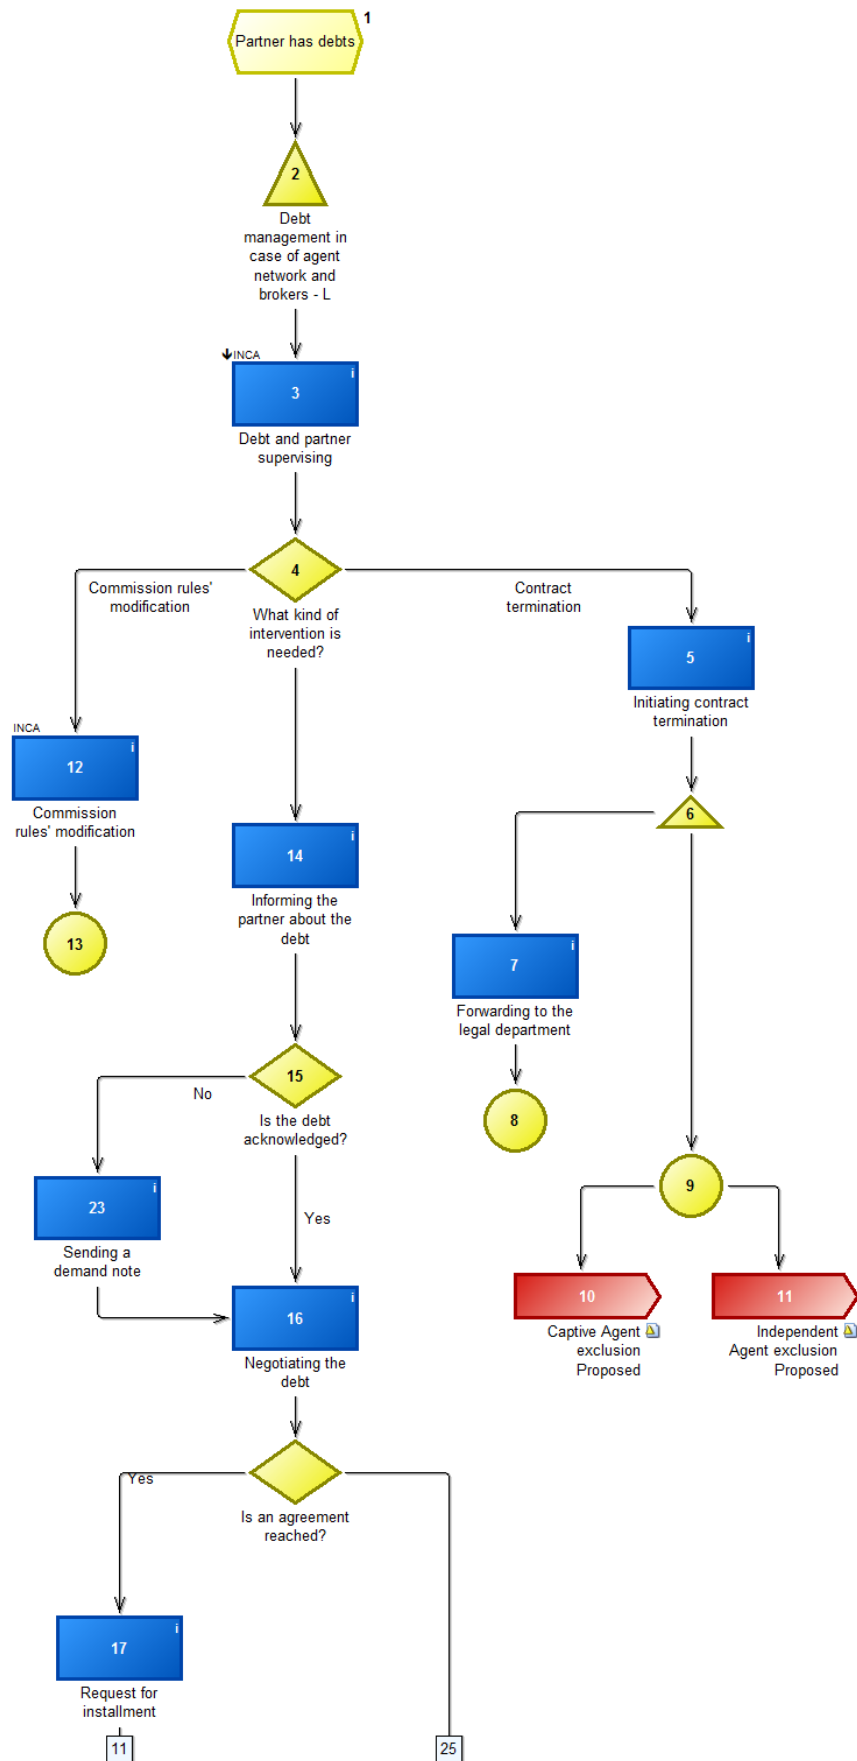 1
Partner has debts
2
Debt
management in
case of agent
network and
brokers - L
INCA
i
3
Debt and partner
supervising
4
Commission rules'
modification
What kind of
intervention is
needed?
Contract
termination
i
5
Initiating contract
termination
INCA
i
12
Commission
rules' modification
6
i
14
Informing the
partner about the
debt
13
i
7
Forwarding to the
legal department
15
No
Is the debt
acknowledged?
8
9
i
23
Sending a
demand note
Yes
i
16
Negotiating the
debt
10
Captive Agent
exclusion
Proposed
11
Independent
Agent exclusion
Proposed
Yes
Is an agreement
reached?
i
17
Request for
installment
11
25